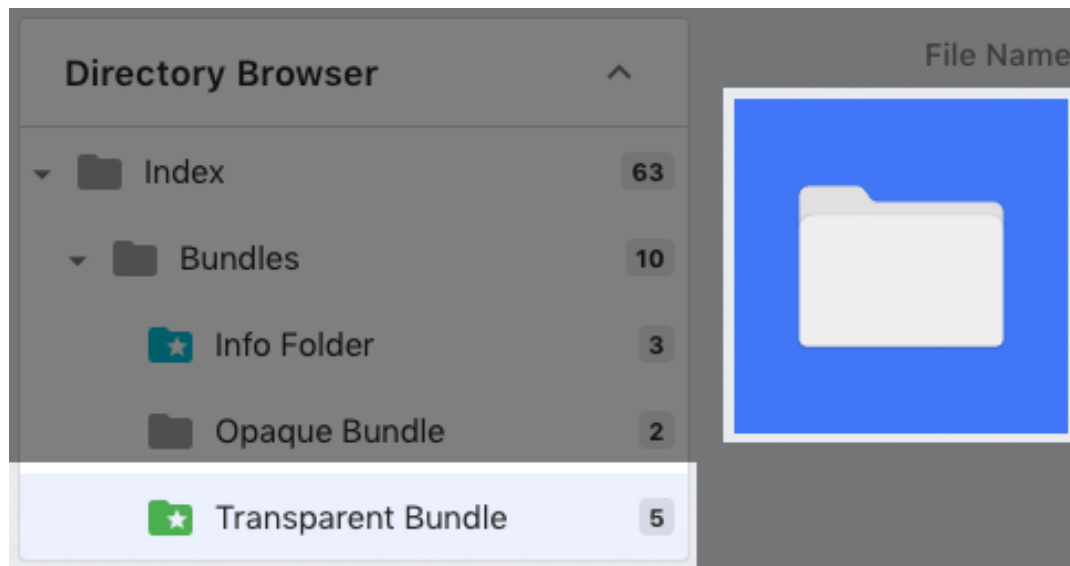 Directory Browser
File Name
Index 63
Bundles 10
Info Folder 3
Opaque Bundle 2
Transparent Bundle 5